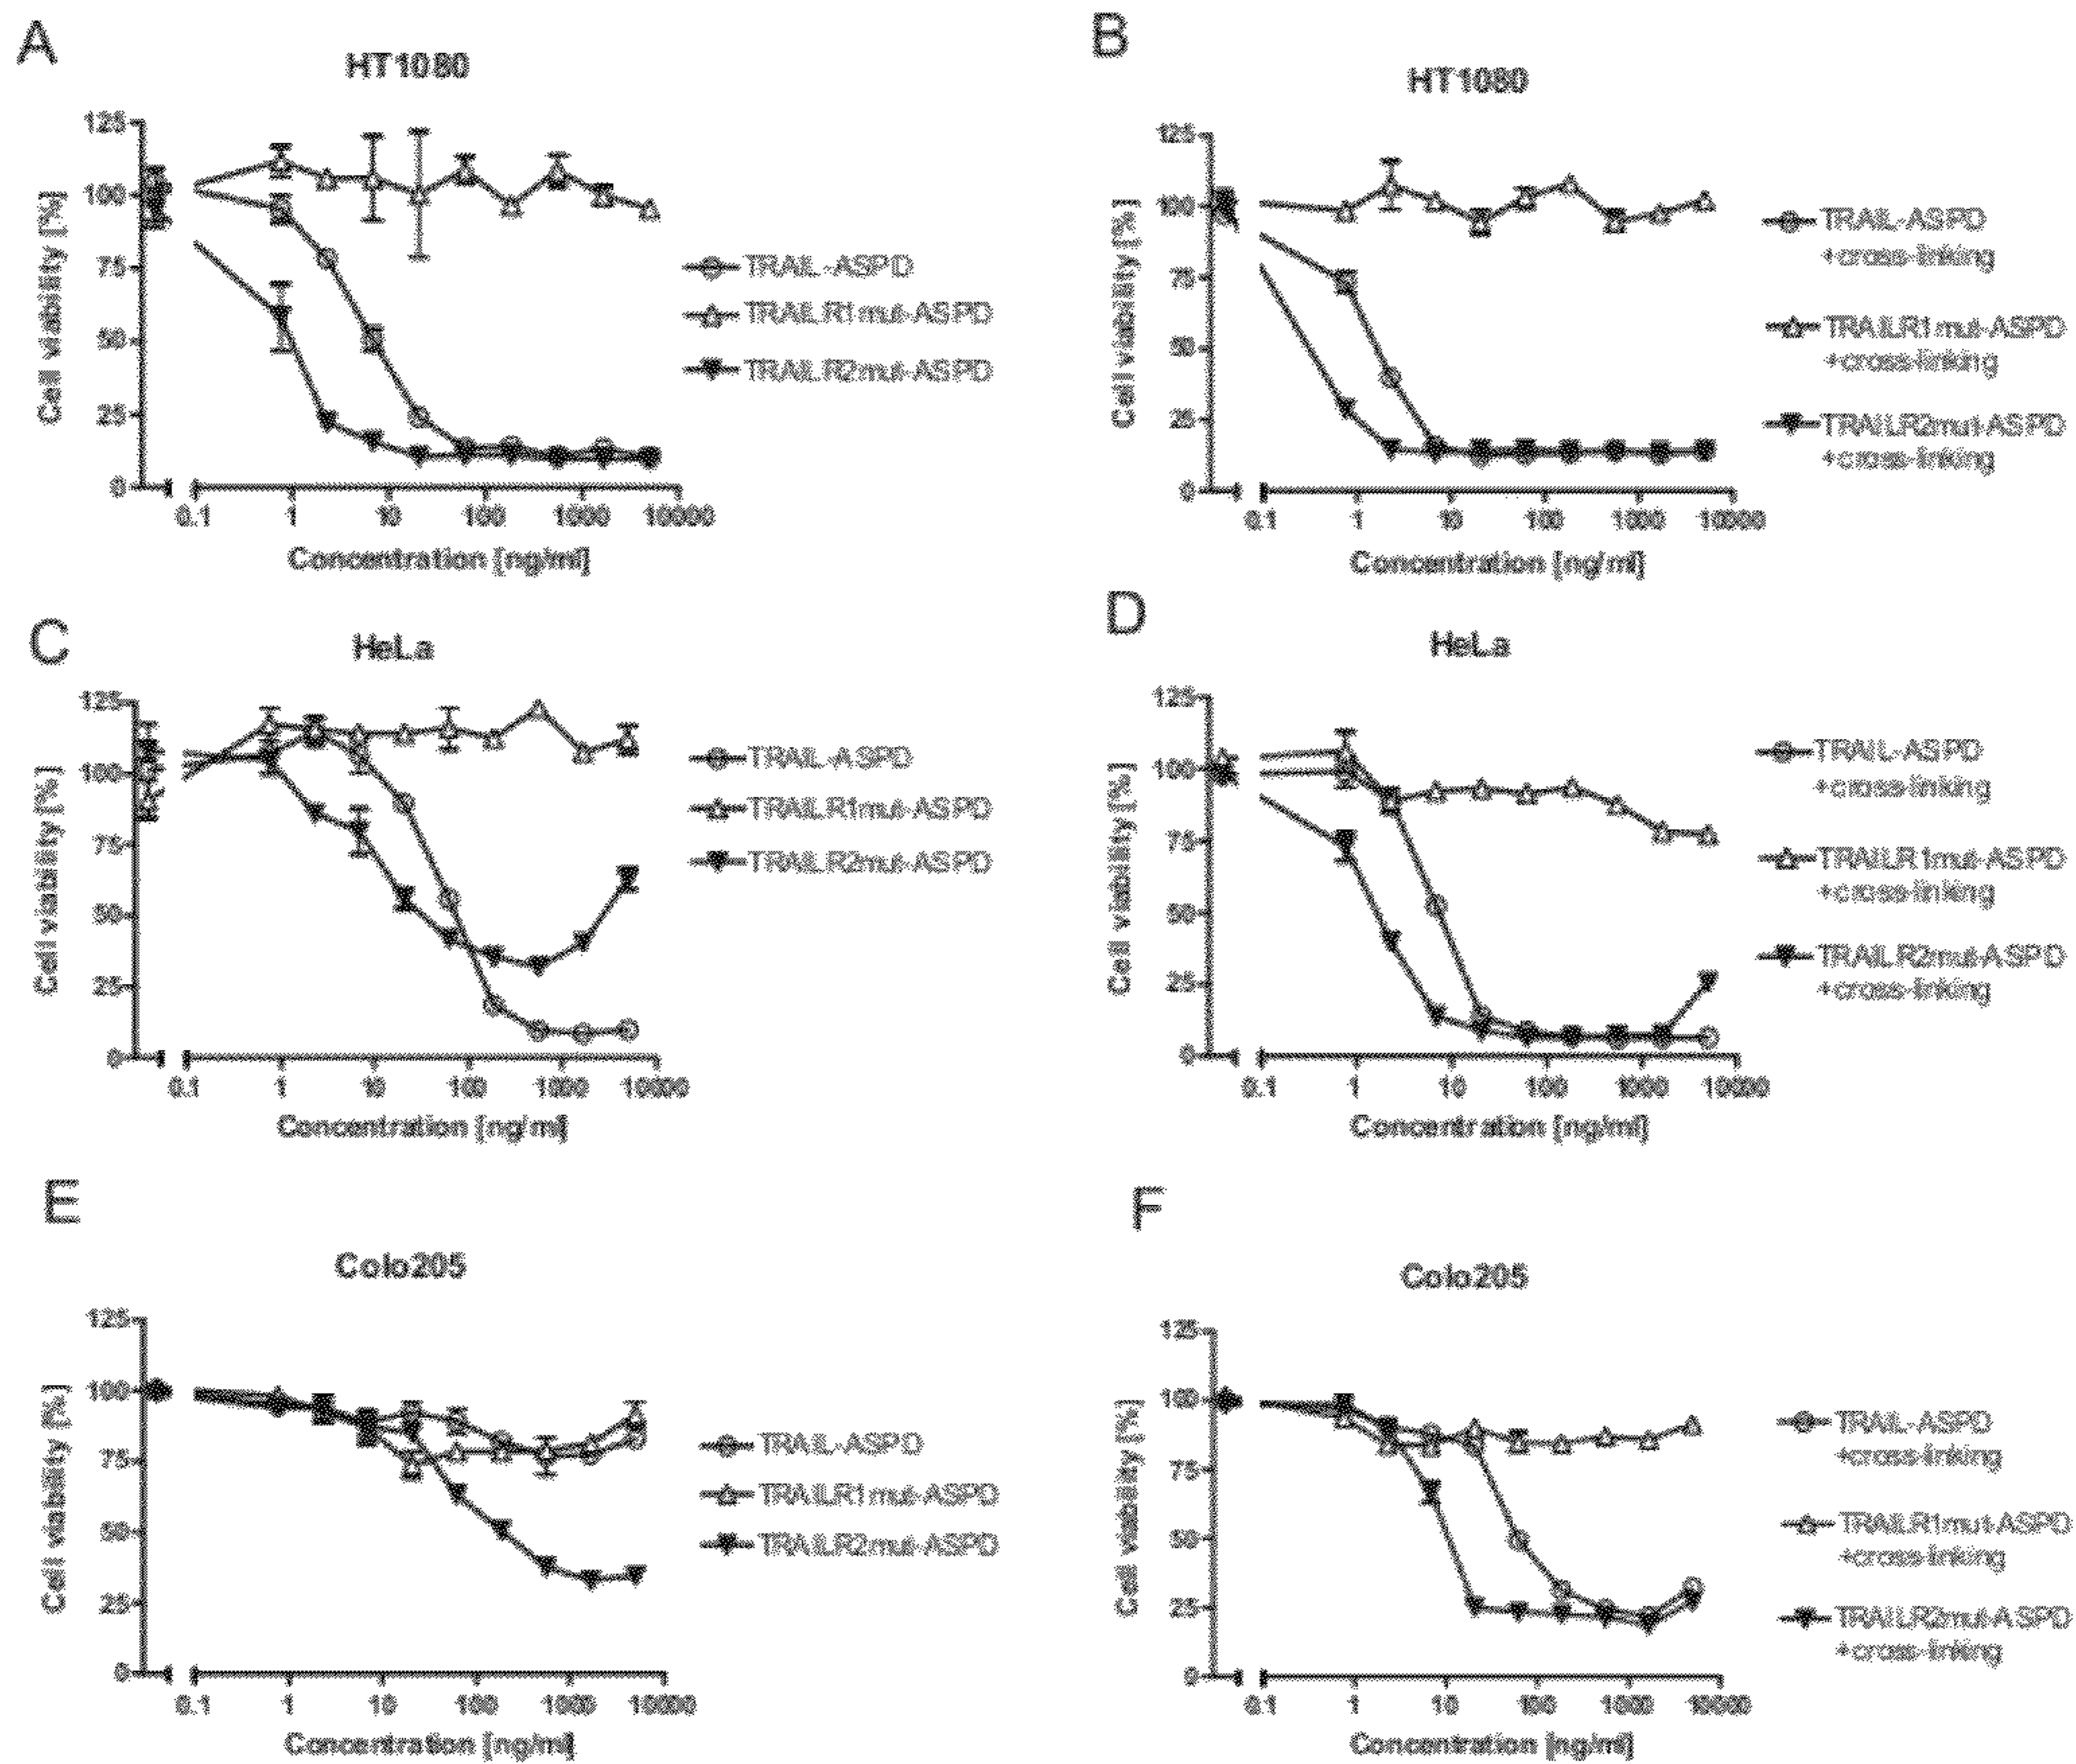 A
HT1080
125
100
75
50
25
0
Cell viability [%]
0.1 1 10 100 1000 10000
Concentration [ng/ml]
TRAIL-ASPD
TRAILR1mut-ASPD
TRAILR2mut-ASPD
B
HT1080
125
100
75
50
25
0
Cell viability [%]
0.1 1 10 100 1000 10000
Concentration [ng/ml]
TRAIL-ASPD
+cross-linking
TRAILR1mut-ASPD
+cross-linking
TRAILR2mut-ASPD
+cross-linking
C
HeLa
125
100
75
50
25
0
Cell viability [%]
0.1 1 10 100 1000 10000
Concentration [ng/ml]
TRAIL-ASPD
TRAILR1mut-ASPD
TRAILR2mut-ASPD
D
HeLa
125
100
75
50
25
0
Cell viability [%]
0.1 1 10 100 1000 10000
Concentration [ng/ml]
TRAIL-ASPD
+cross-linking
TRAILR1mut-ASPD
+cross-linking
TRAILR2mut-ASPD
+cross-linking
E
Colo205
125
100
75
50
25
0
Cell viability [%]
0.1 1 10 100 1000 10000
Concentration [ng/ml]
TRAIL-ASPD
TRAILR1mut-ASPD
TRAILR2mut-ASPD
F
Colo205
125
100
75
50
25
0
Cell viability [%]
0.1 1 10 100 1000 10000
Concentration [ng/ml]
TRAIL-ASPD
+cross-linking
TRAILR1mut-ASPD
+cross-linking
TRAILR2mut-ASPD
+cross-linking